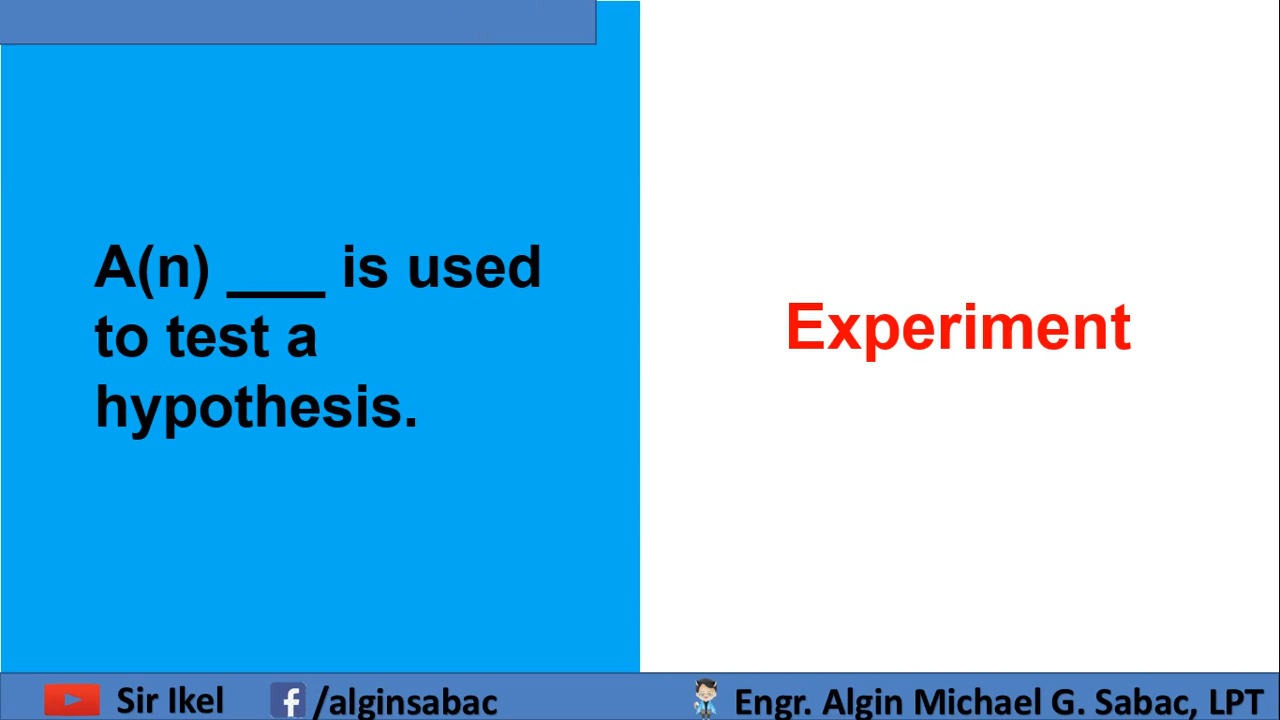 A(n) ___ is used
to test a
hypothesis.
Experiment
Sir Ikel
/alginsabac
Engr. Algin Michael G. Sabac, LPT